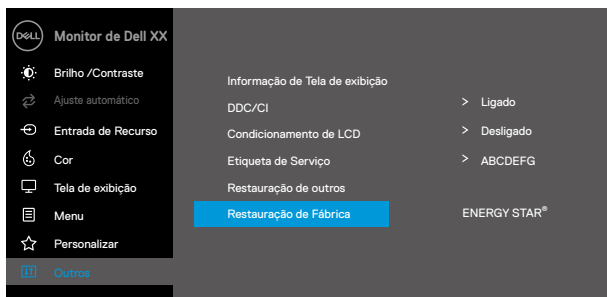 DELL
Monitor de Dell XX
Brilho /Contraste
Ajuste automático
Entrada de Recurso
Cor
Tela de exibição
Menu
Personalizar
Outros
Informação de Tela de exibição
DDC/CI > Ligado
Condicionamento de LCD > Desligado
Etiqueta de Serviço > ABCDEFG
Restauração de outros
Restauração de Fábrica ENERGY STAR®